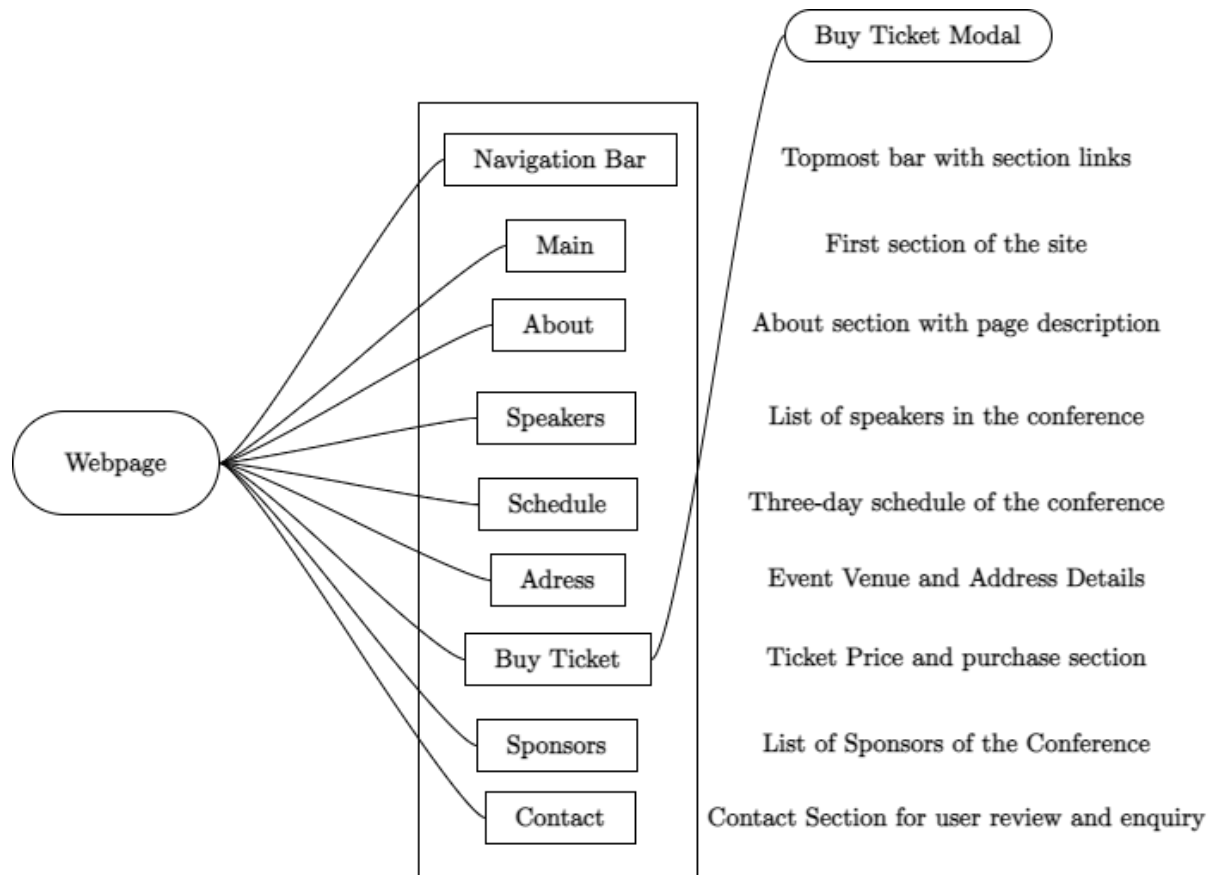 Buy Ticket Modal
Navigation Bar
Topmost bar with section links
Main
First section of the site
About
About section with page description
Speakers
List of speakers in the conference
Webpage
Schedule
Three-day schedule of the conference
Adress
Event Venue and Address Details
Buy Ticket
Ticket Price and purchase section
Sponsors
List of Sponsors of the Conference
Contact
Contact Section for user review and enquiry